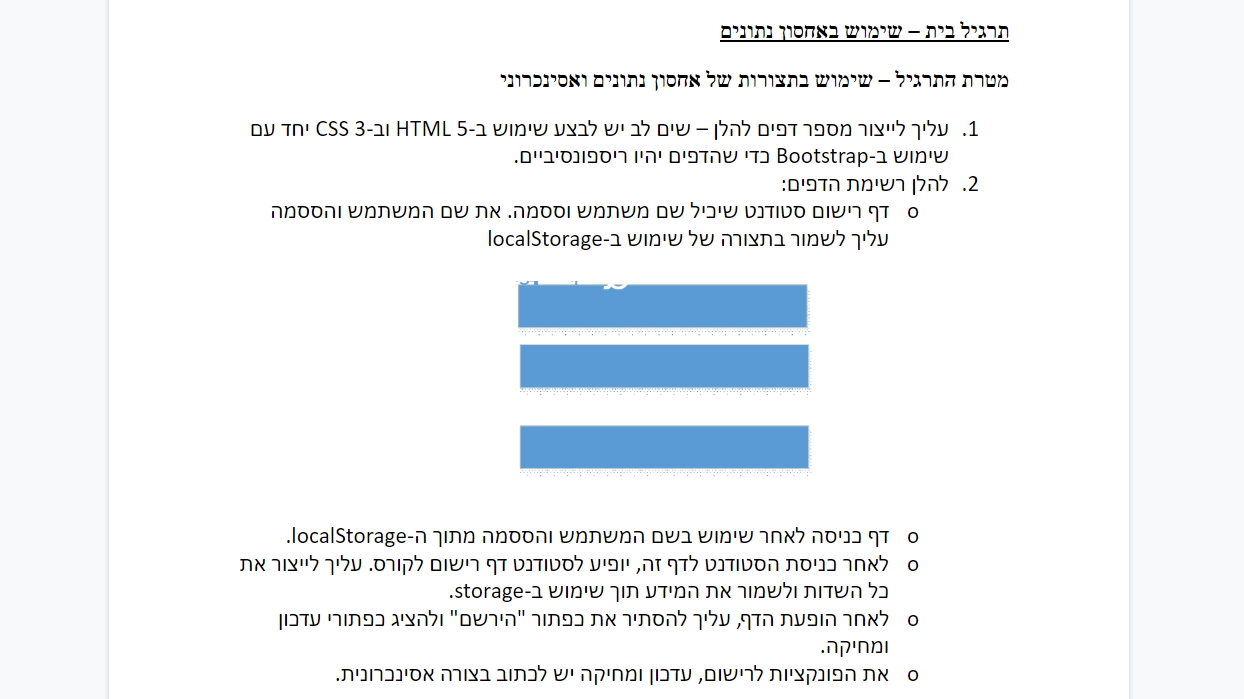 תרגיל בית – שימוש באחסון נתונים
מטרת התרגיל – שימוש בתצורות של אחסון נתונים ואסינכרוני
1. עליך לייצור מספר דפים להלן – שים לב יש לבצע שימוש ב-HTML 5 וב-CSS 3 יחד עם
שימוש ב-Bootstrap כדי שהדפים יהיו ריספונסיביים.
2. להלן רשימת הדפים:
o דף רישום סטודנט שיכיל שם משתמש וססמה. את שם המשתמש והססמה
עליך לשמור בתצורה של שימוש ב-localStorage
o דף כניסה לאחר שימוש בשם המשתמש והססמה מתוך ה-localStorage.
o לאחר כניסת הסטודנט לדף זה, יופיע לסטודנט דף רישום לקורס. עליך לייצור את
כל השדות ולשמור את המידע תוך שימוש ב-storage.
o לאחר הופעת הדף, עליך להסתיר את כפתור "הירשם" ולהציג כפתורי עדכון
ומחיקה.
o את הפונקציות לרישום, עדכון ומחיקה יש לכתוב בצורה אסינכרונית.